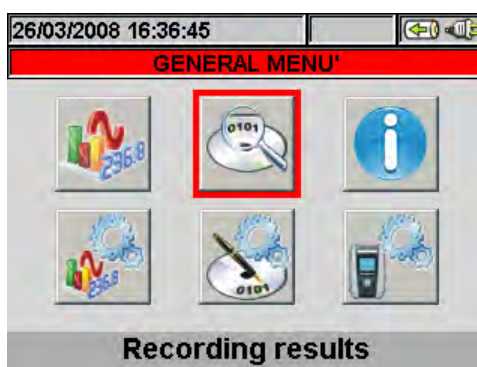 26/03/2008 16:36:45
GENERAL MENU'
236.8
0101
236.8
0101
Recording results